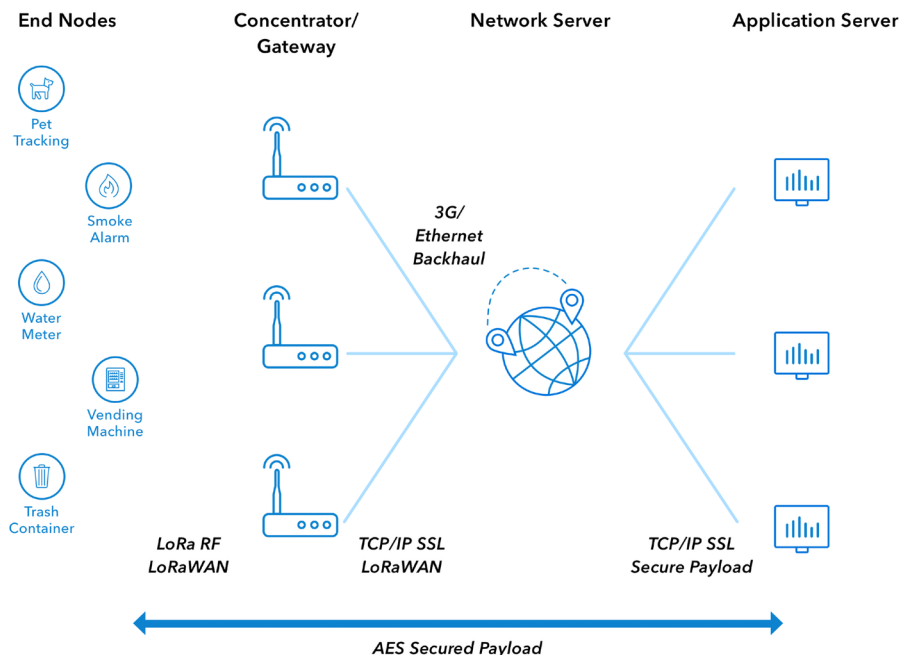 End Nodes
Concentrator/
Gateway
Network Server
Application Server
Pet
Tracking
Smoke
Alarm
Water
Meter
Vending
Machine
Trash
Container
3G/
Ethernet
Backhaul
LoRa RF
LoRaWAN
TCP/IP SSL
LoRaWAN
TCP/IP SSL
Secure Payload
AES Secured Payload